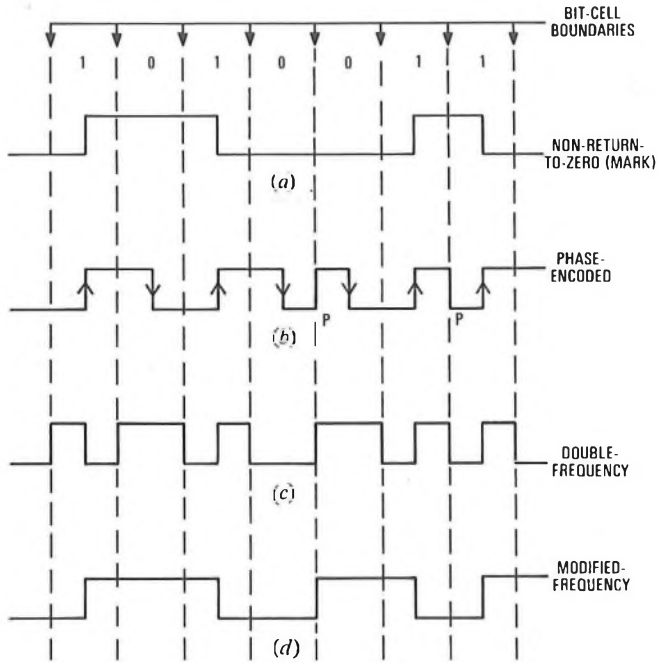 BIT-CELL
BOUNDARIES
1 0 1 0 0 1 1
NON-RETURN-
TO-ZERO (MARK)
(a)
PHASE-
ENCODED
P P
(b)
DOUBLE-
FREQUENCY
(c)
MODIFIED-
FREQUENCY
(d)